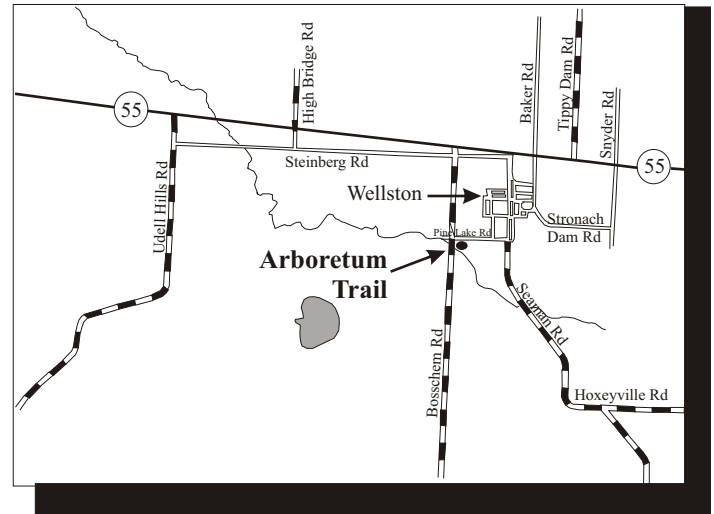 55
High Bridge Rd
Baker Rd
Tippy Dam Rd
Snyder Rd
55
Steinberg Rd
Udell Hills Rd
Wellston
Stronach
Dam Rd
Pine Lake Rd
Arboretum
Trail
Seaman Rd
Bosschem Rd
Hoxeyville Rd